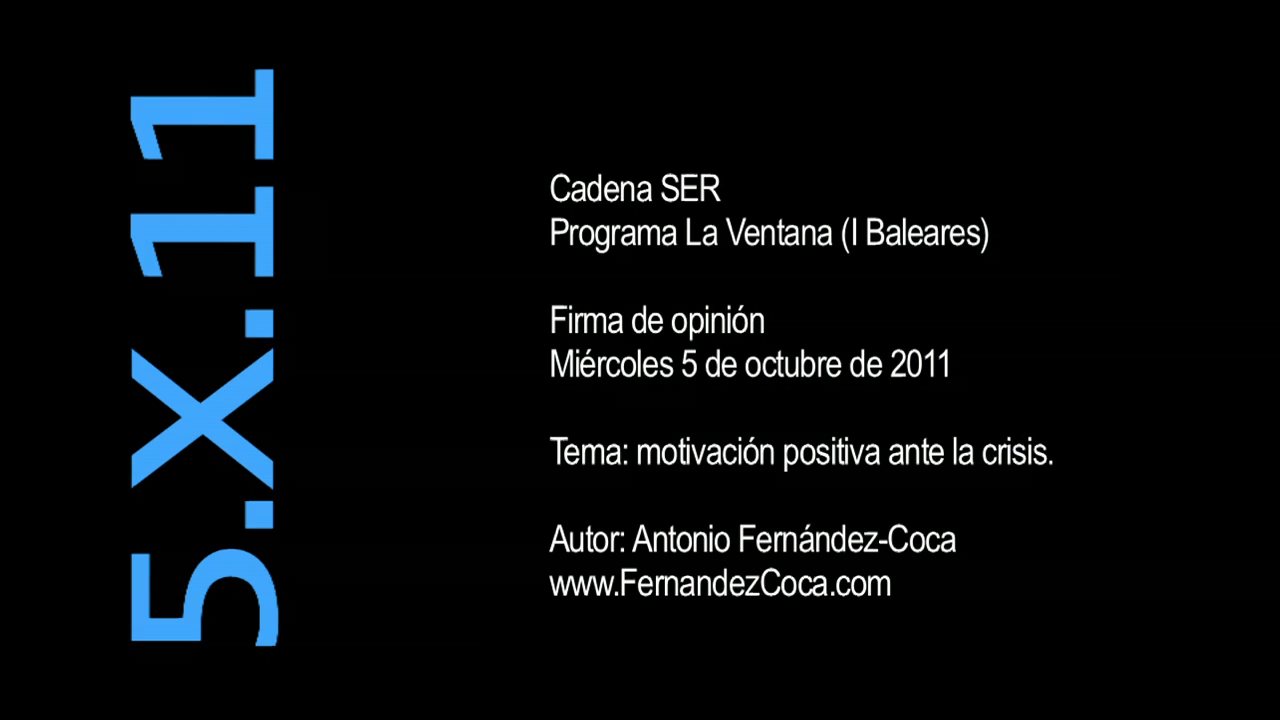 5.X.11
Cadena SER
Programa La Ventana (I Baleares)
Firma de opinión
Miércoles 5 de octubre de 2011
Tema: motivación positiva ante la crisis.
Autor: Antonio Fernández-Coca
www.FernandezCoca.com